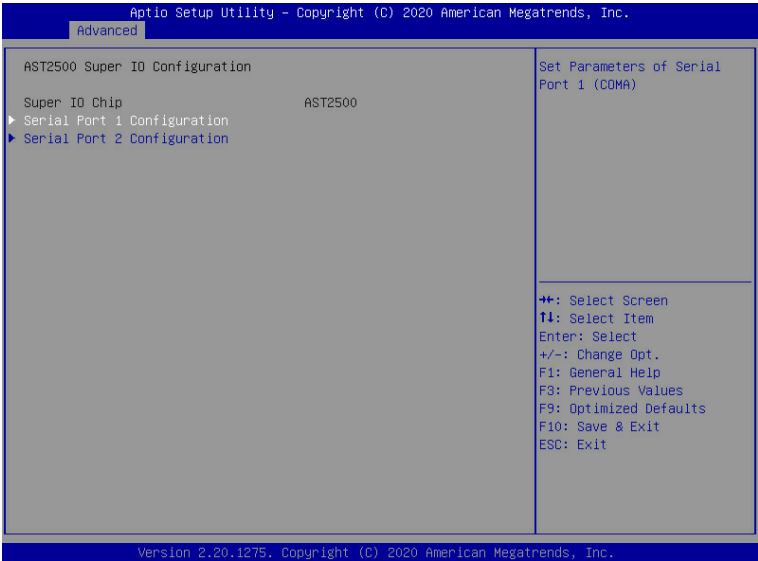 Aptio Setup Utility – Copyright (C) 2020 American Megatrends, Inc.
Advanced
AST2500 Super IO Configuration
Super IO Chip AST2500
▶ Serial Port 1 Configuration
▶ Serial Port 2 Configuration
Set Parameters of Serial
Port 1 (COMA)
→←: Select Screen
↑↓: Select Item
Enter: Select
+/-: Change Opt.
F1: General Help
F3: Previous Values
F9: Optimized Defaults
F10: Save & Exit
ESC: Exit
Version 2.20.1275. Copyright (C) 2020 American Megatrends, Inc.